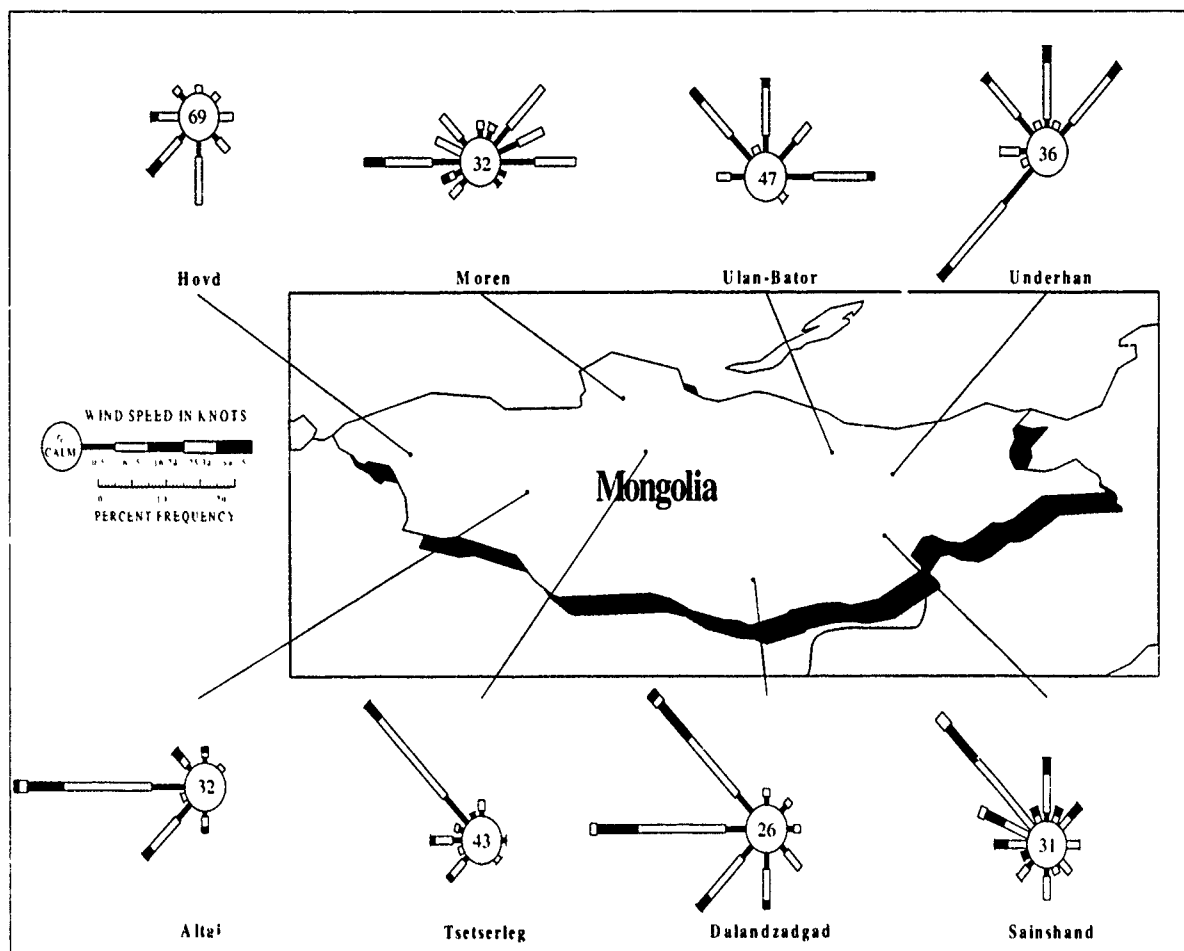 69
32
47
36
Hovd
Moren
Ulan-Bator
Underhan
WIND SPEED IN KNOTS
CALM
PERCENT FREQUENCY
Mongolia
32
43
26
31
Altai
Tsetserleg
Dalandzadgad
Sainshand